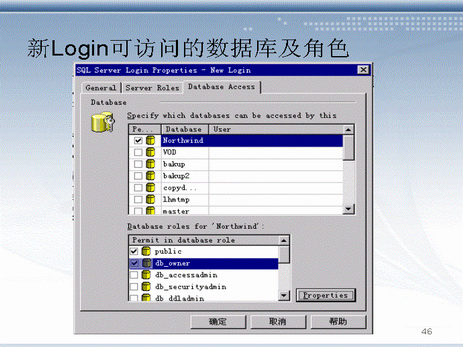 新Login可访问的数据库及角色
SQL Server Login Properties - New Login
General
Server Roles
Database Access
Database
Specify which databases can be accessed by this
Pe... Database User
Northwind
VOD
bakup
bakup2
copyd...
lhmtmp
master
Database roles for 'Northwind':
Permit in database role
public
db_owner
db_accessadmin
db_securityadmin
db_ddladmin
Properties
确定 取消 帮助
46